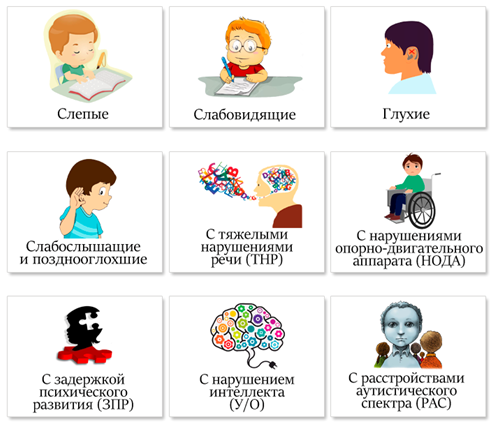 Слепые
Слабовидящие
Глухие
Слабослышащие
и позднооглохшие
С тяжелыми
нарушениями
речи (ТНР)
С нарушениями
опорно-двигательного
аппарата (НОДА)
С задержкой
психического
развития (ЗПР)
С нарушением
интеллекта
(У/О)
С расстройствами
аутистического
спектра (РАС)